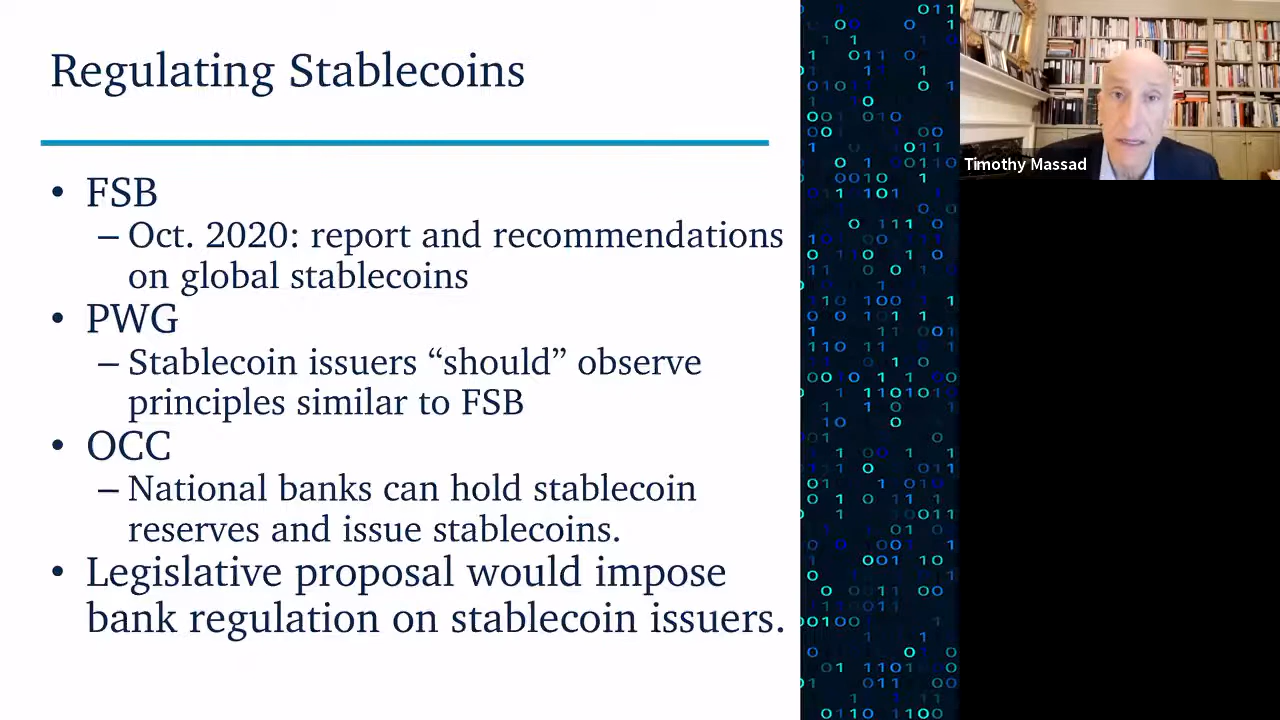 Regulating Stablecoins
• FSB
– Oct. 2020: report and recommendations
on global stablecoins
• PWG
– Stablecoin issuers “should” observe
principles similar to FSB
• OCC
– National banks can hold stablecoin
reserves and issue stablecoins.
• Legislative proposal would impose
bank regulation on stablecoin issuers.
Timothy Massad